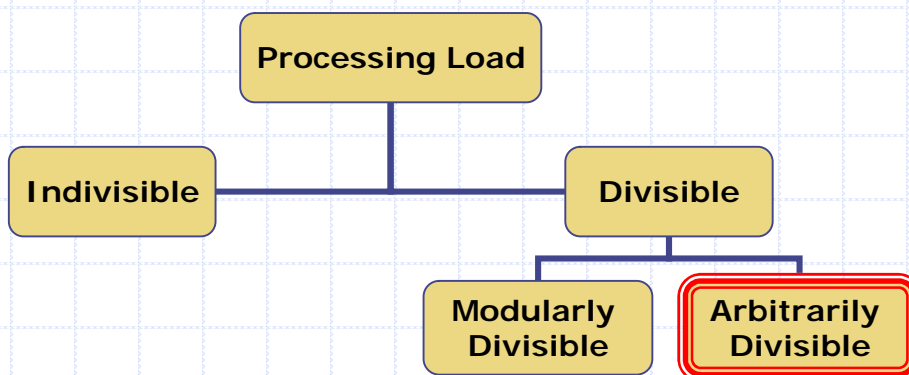 Processing Load
Indivisible
Divisible
Modularly
Divisible
Arbitrarily
Divisible